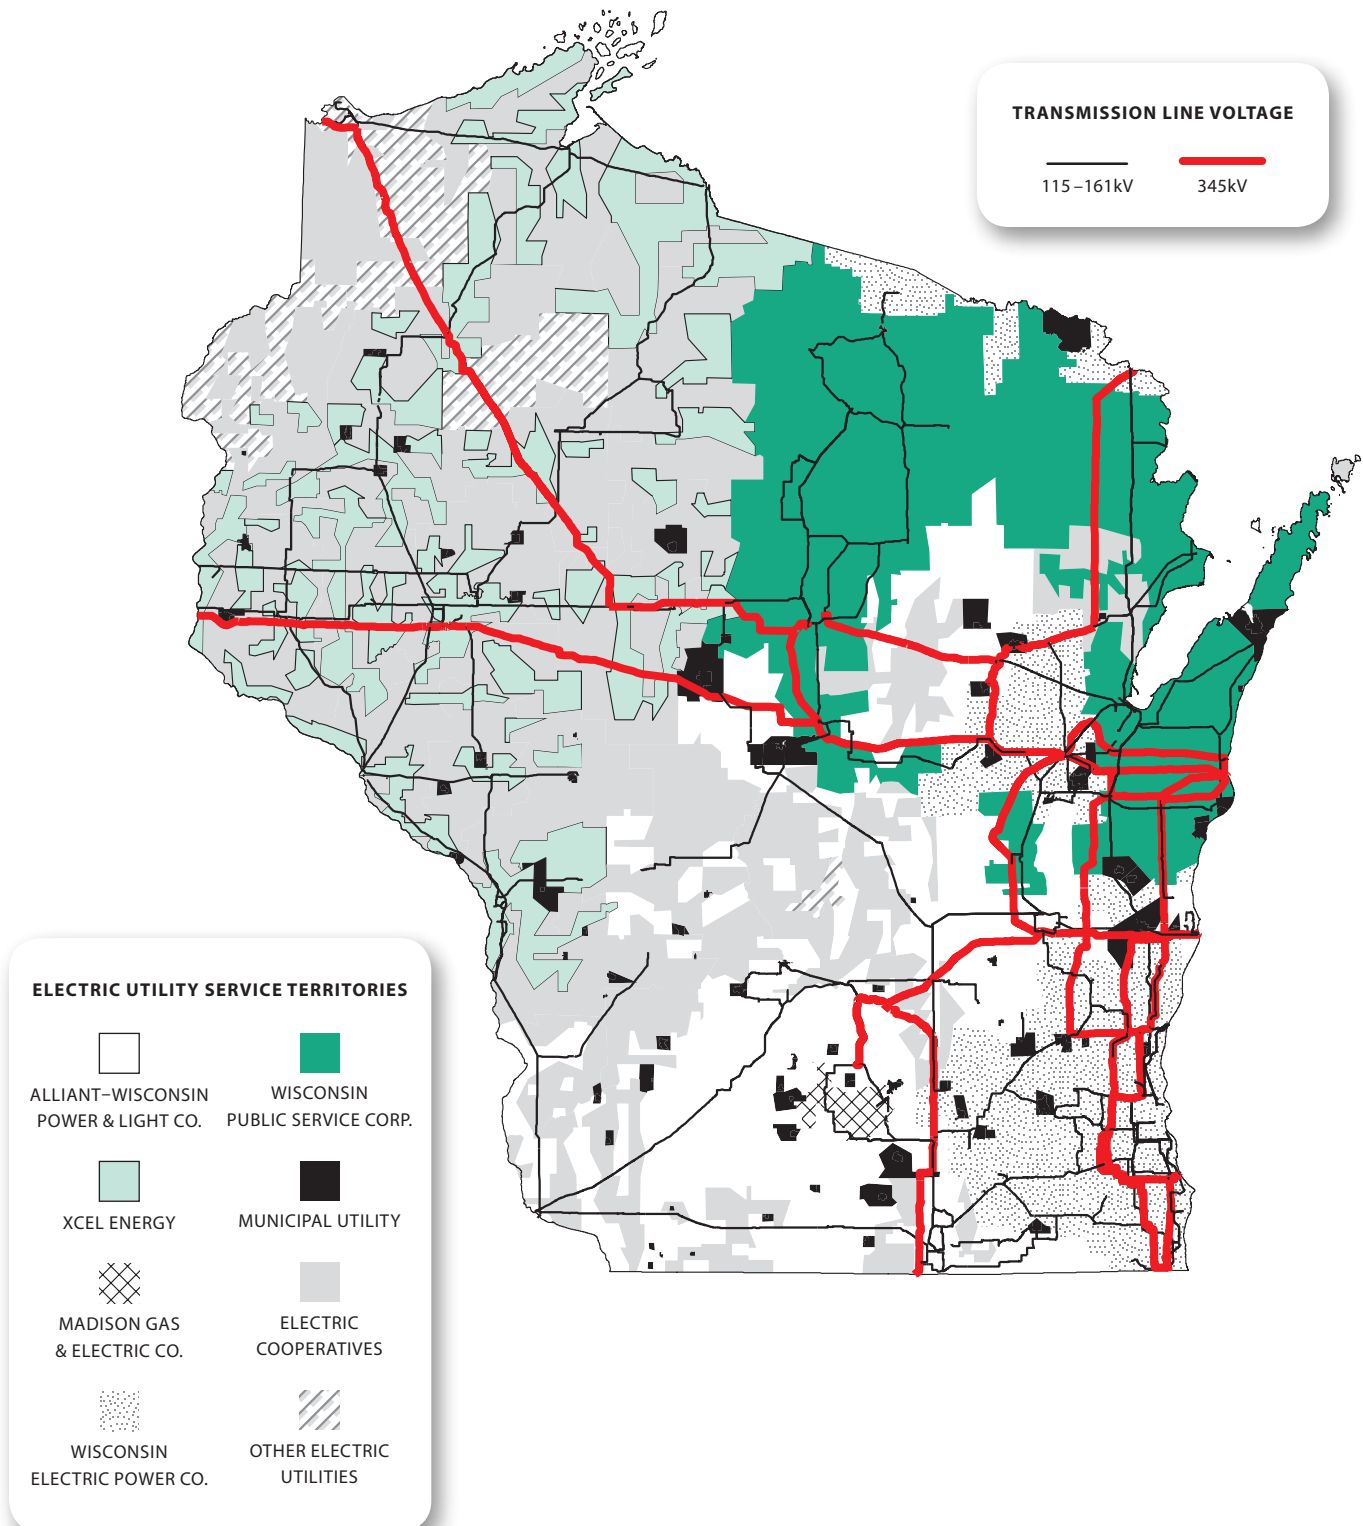 TRANSMISSION LINE VOLTAGE
115–161kV
345kV
ELECTRIC UTILITY SERVICE TERRITORIES
ALLIANT–WISCONSIN
POWER & LIGHT CO.
WISCONSIN
PUBLIC SERVICE CORP.
XCEL ENERGY
MUNICIPAL UTILITY
MADISON GAS
& ELECTRIC CO.
ELECTRIC
COOPERATIVES
WISCONSIN
ELECTRIC POWER CO.
OTHER ELECTRIC
UTILITIES